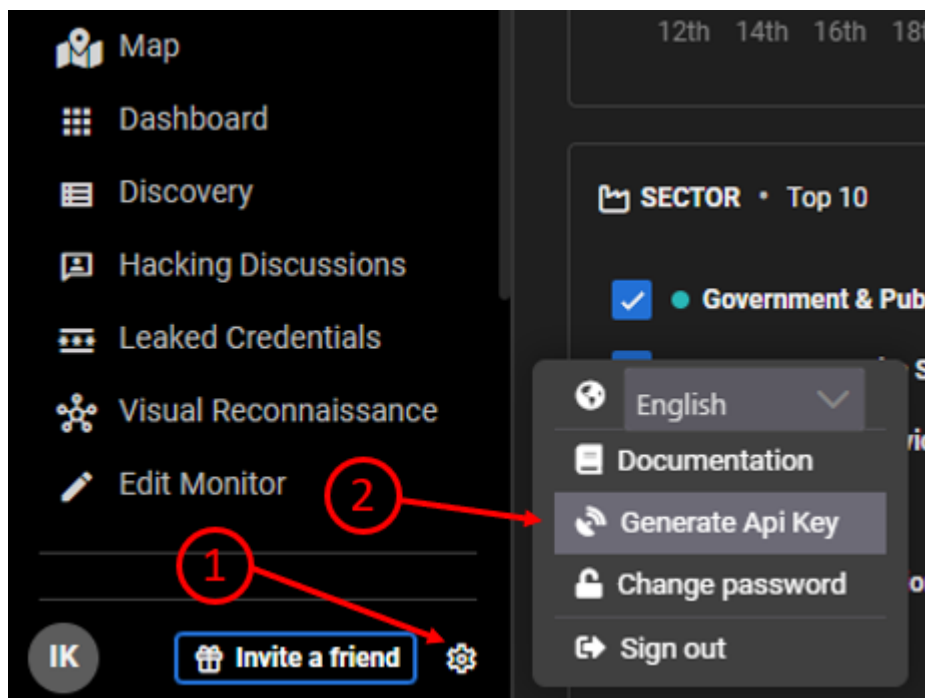 Map
Dashboard
Discovery
Hacking Discussions
Leaked Credentials
Visual Reconnaissance
Edit Monitor
2
1
IK
Invite a friend
12th 14th 16th
SECTOR • Top 10
Government &
English
Documentation
Generate Api Key
Change password
Sign out